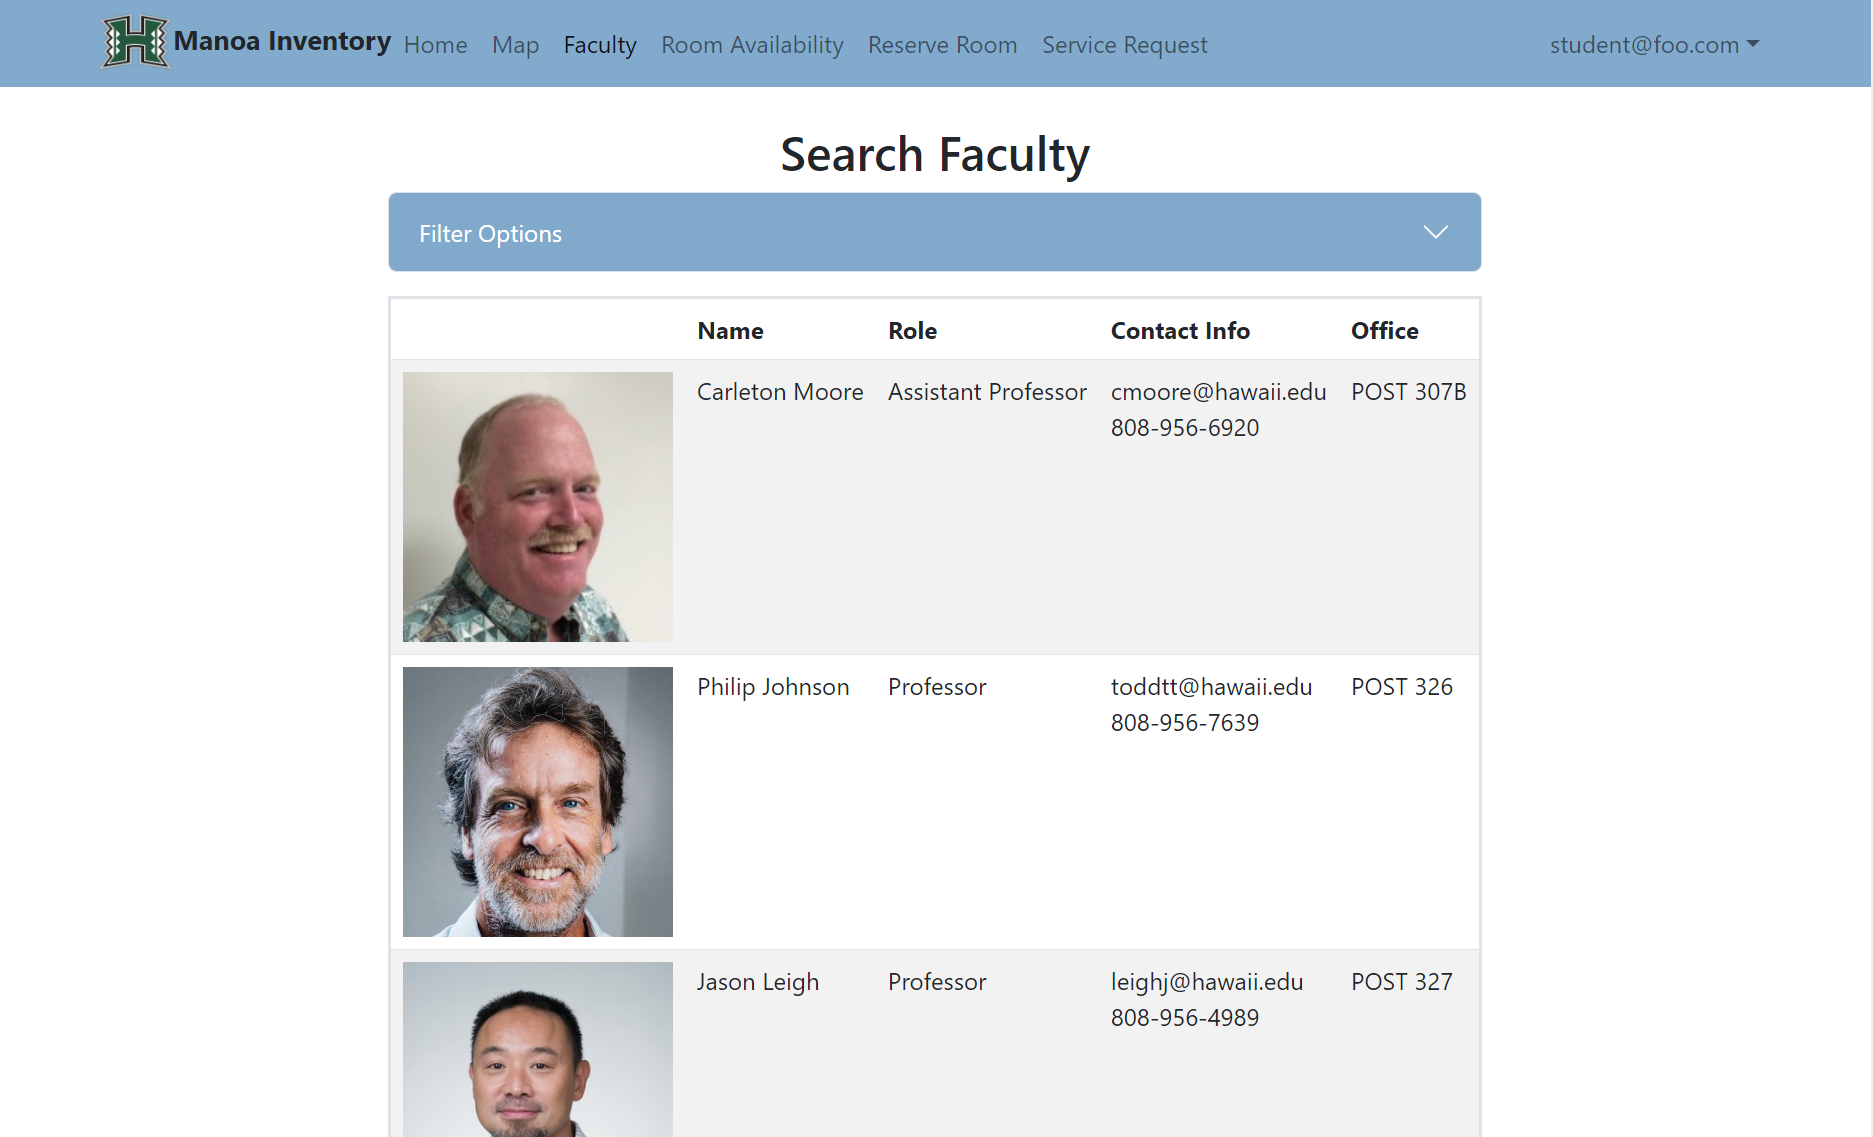 H Manoa Inventory Home Map Faculty Room Availability Reserve Room Service Request student@foo.com
Search Faculty
Filter Options
Name Role Contact Info Office
Carleton Moore Assistant Professor cmoore@hawaii.edu POST 307B
808-956-6920
Philip Johnson Professor toddtt@hawaii.edu POST 326
808-956-7639
Jason Leigh Professor leighj@hawaii.edu POST 327
808-956-4989